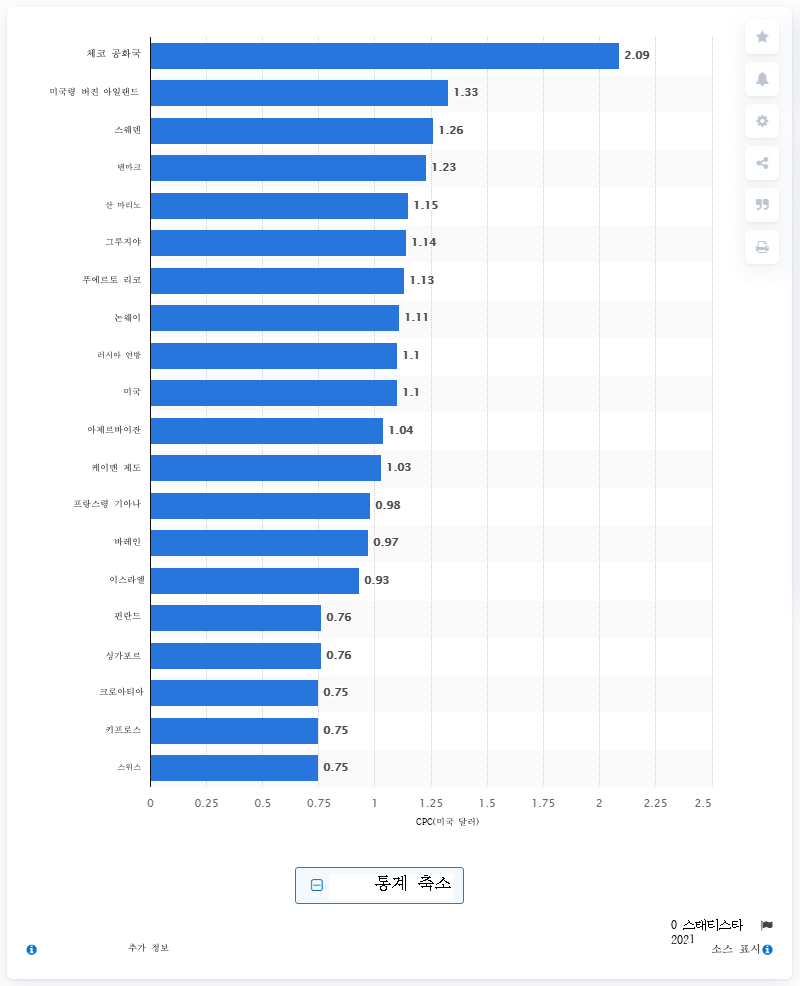 체코 공화국 2.09
미국령 버진 아일랜드 1.33
스웨덴 1.26
덴마크 1.23
산 마리노 1.15
그루지야 1.14
푸에르토 리코 1.13
논웨이 1.11
러시아 연방 1.1
미국 1.1
아제르바이잔 1.04
케이맨 제도 1.03
프랑스령 기아나 0.98
바레인 0.97
이스라엘 0.93
핀란드 0.76
싱가포르 0.76
크로아티아 0.75
키프로스 0.75
스위스 0.75
0 0.25 0.5 0.75 1 1.25 1.5 1.75 2 2.25 2.5
CPC(미국 달러)
통계 축소
0 스태티스타
2021
추가 정보 소스 표시